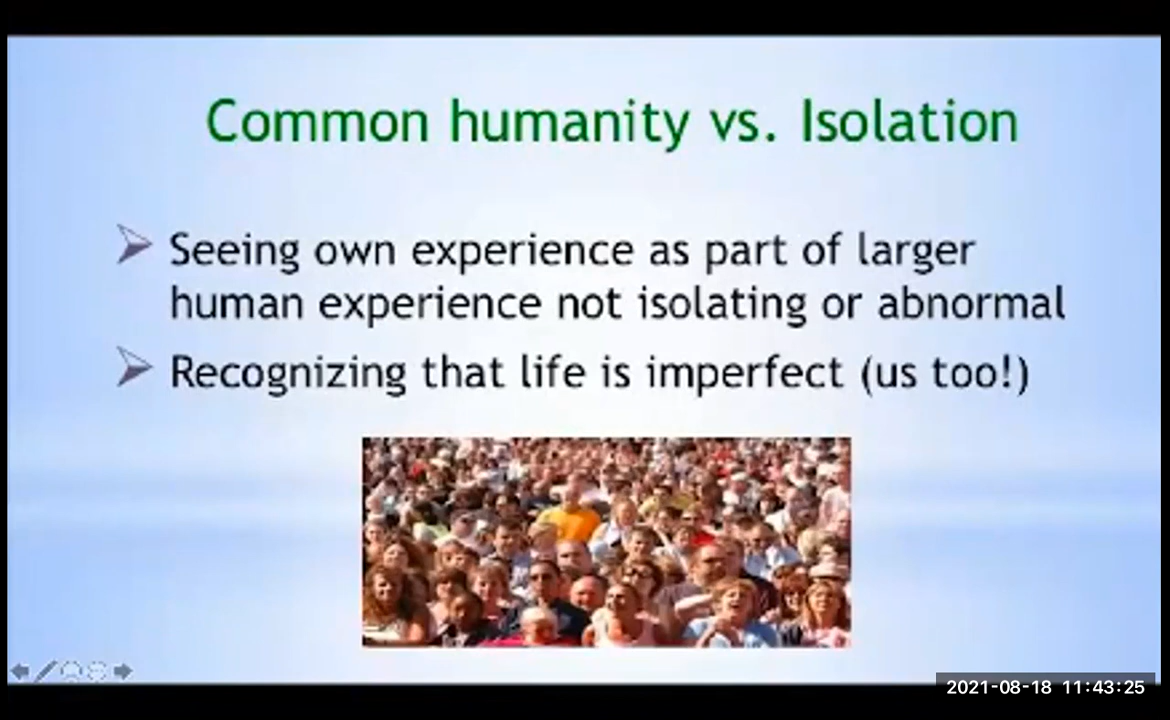 Common humanity vs. Isolation
Seeing own experience as part of larger
human experience not isolating or abnormal
Recognizing that life is imperfect (us too!)
2021-08-18 11:43:25